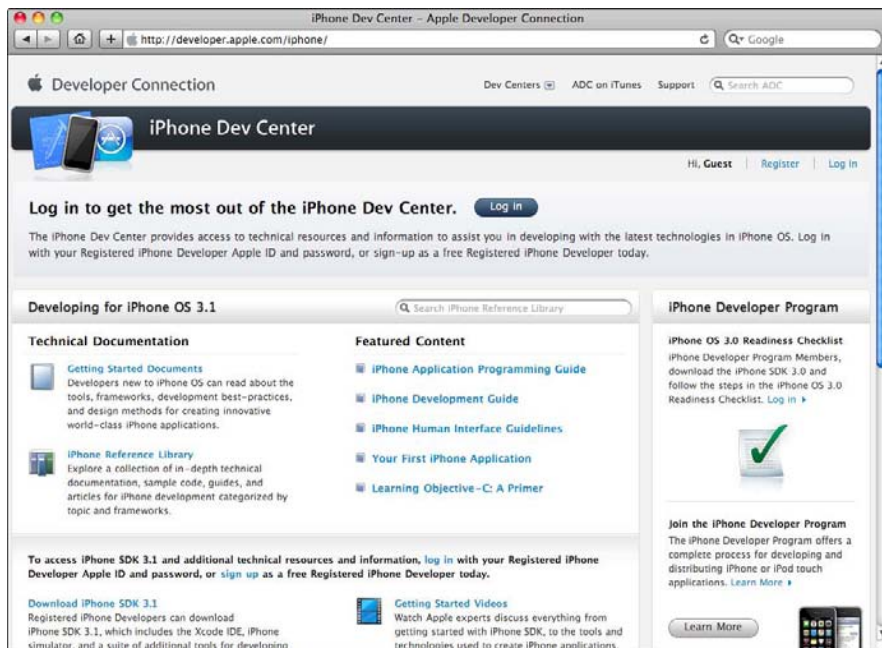 iPhone Dev Center – Apple Developer Connection
http://developer.apple.com/iphone/
Google
Developer Connection
Dev Centers
ADC on iTunes
Support
Search ADC
iPhone Dev Center
Hi, Guest
Register
Log in
Log in to get the most out of the iPhone Dev Center.
Log in
The iPhone Dev Center provides access to technical resources and information to assist you in developing with the latest technologies in iPhone OS. Log in
with your Registered iPhone Developer Apple ID and password, or sign-up as a free Registered iPhone Developer today.
Developing for iPhone OS 3.1
Search iPhone Reference Library
Technical Documentation
Getting Started Documents
Developers new to iPhone OS can read about the
tools, frameworks, development best-practices,
and design methods for creating innovative
world-class iPhone applications.
iPhone Reference Library
Explore a collection of in-depth technical
documentation, sample code, guides, and
articles for iPhone development categorized by
topic and frameworks.
Featured Content
iPhone Application Programming Guide
iPhone Development Guide
iPhone Human Interface Guidelines
Your First iPhone Application
Learning Objective-C: A Primer
To access iPhone SDK 3.1 and additional technical resources and information, log in with your Registered iPhone
Developer Apple ID and password, or sign up as a free Registered iPhone Developer today.
Download iPhone SDK 3.1
Registered iPhone Developers can download
iPhone SDK 3.1, which includes the Xcode IDE, iPhone
simulator, and a suite of additional tools for developing
Getting Started Videos
Watch Apple experts discuss everything from
getting started with iPhone SDK, to the tools and
technologies used to create iPhone applications.
iPhone Developer Program
iPhone OS 3.0 Readiness Checklist
iPhone Developer Program Members,
download the iPhone SDK 3.0 and
follow the steps in the iPhone OS 3.0
Readiness Checklist. Log in
Join the iPhone Developer Program
The iPhone Developer Program offers a
complete process for developing and
distributing iPhone or iPod touch
applications. Learn More
Learn More